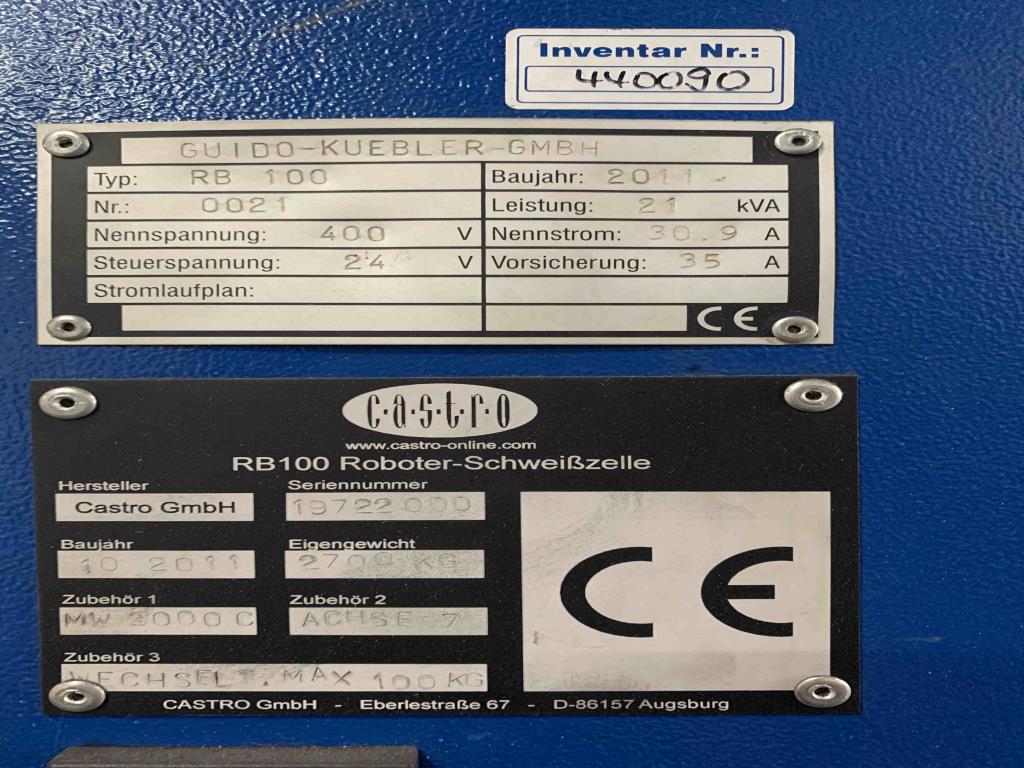 Inventar Nr.:
440090
GUIDO-KUEBLER-GMBH
Typ: RB 100 Baujahr: 2011
Nr.: 0021 Leistung: 21 kVA
Nennspannung: 400 V Nennstrom: 30.9 A
Steuerspannung: 24 V Vorsicherung: 35 A
Stromlaufplan:
CE
c·a·s·t·r·o
www.castro-online.com
RB100 Roboter-Schweißzelle
Hersteller Seriennummer
Castro GmbH 19722000
Baujahr Eigengewicht
10 2011 2700 KG
Zubehör 1 Zubehör 2
MW 3000 C ACHSE 7
Zubehör 3
WECHSELT.MAX 100KG
CE
CASTRO GmbH - Eberlestraße 67 - D-86157 Augsburg